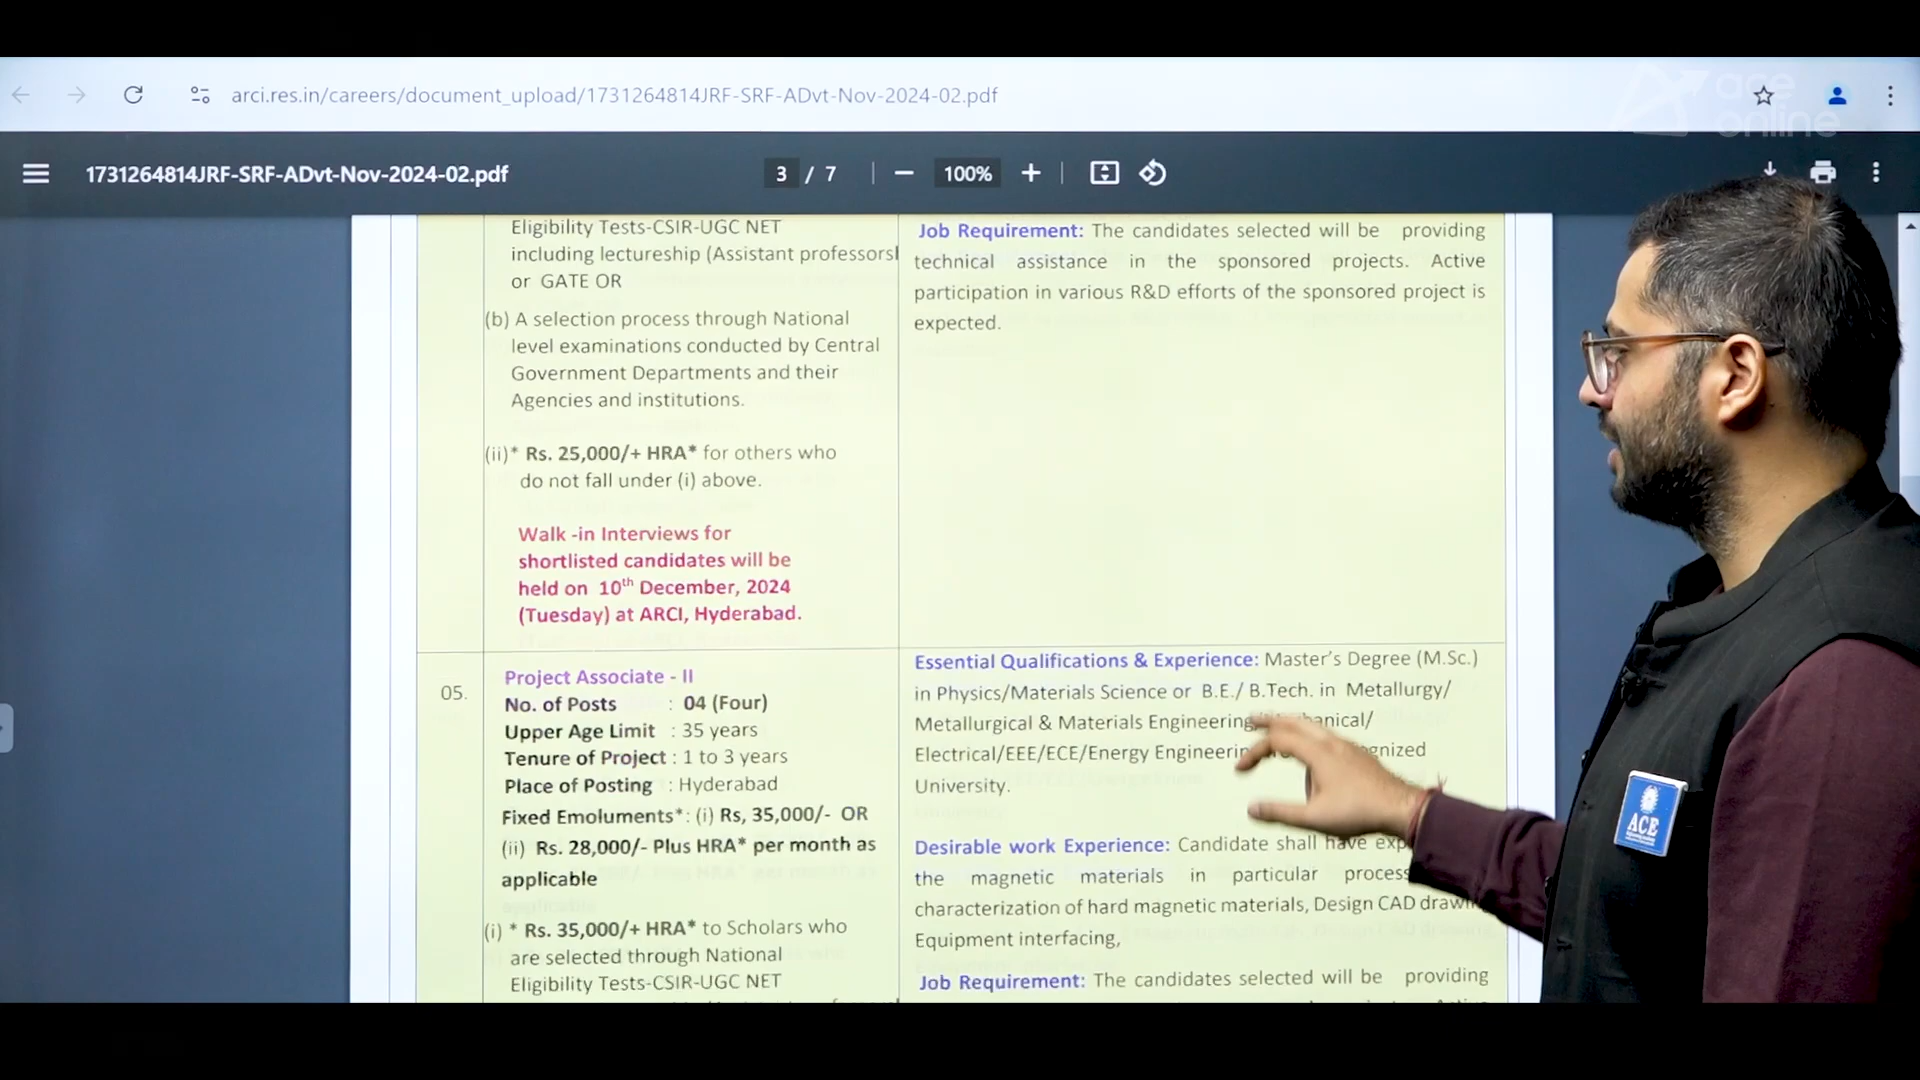 arci.res.in/careers/document_upload/1731264814JRF-SRF-ADvt-Nov-2024-02.pdf
ace
online
1731264814JRF-SRF-ADvt-Nov-2024-02.pdf
3 / 7
100%
Eligibility Tests-CSIR-UGC NET
including lectureship (Assistant professors)
or GATE OR
(b) A selection process through National
level examinations conducted by Central
Government Departments and their
Agencies and institutions.
(ii)* Rs. 25,000/+ HRA* for others who
do not fall under (i) above.
Walk -in Interviews for
shortlisted candidates will be
held on 10th December, 2024
(Tuesday) at ARCI, Hyderabad.
Job Requirement: The candidates selected will be providing
technical assistance in the sponsored projects. Active
participation in various R&D efforts of the sponsored project is
expected.
05.
Project Associate - II
No. of Posts : 04 (Four)
Upper Age Limit : 35 years
Tenure of Project : 1 to 3 years
Place of Posting : Hyderabad
Fixed Emoluments*: (i) Rs, 35,000/- OR
(ii) Rs. 28,000/- Plus HRA* per month as
applicable
(i) * Rs. 35,000/+ HRA* to Scholars who
are selected through National
Eligibility Tests-CSIR-UGC NET
Essential Qualifications & Experience: Master's Degree (M.Sc.)
in Physics/Materials Science or B.E./ B.Tech. in Metallurgy/
Metallurgical & Materials Engineering/
Electrical/EEE/ECE/Energy
University.
Desirable work Experience: Candidate shall have
the magnetic materials in particular
characterization of hard magnetic materials, Design CAD
Equipment interfacing,
Job Requirement: The candidates selected will be providing
ACE